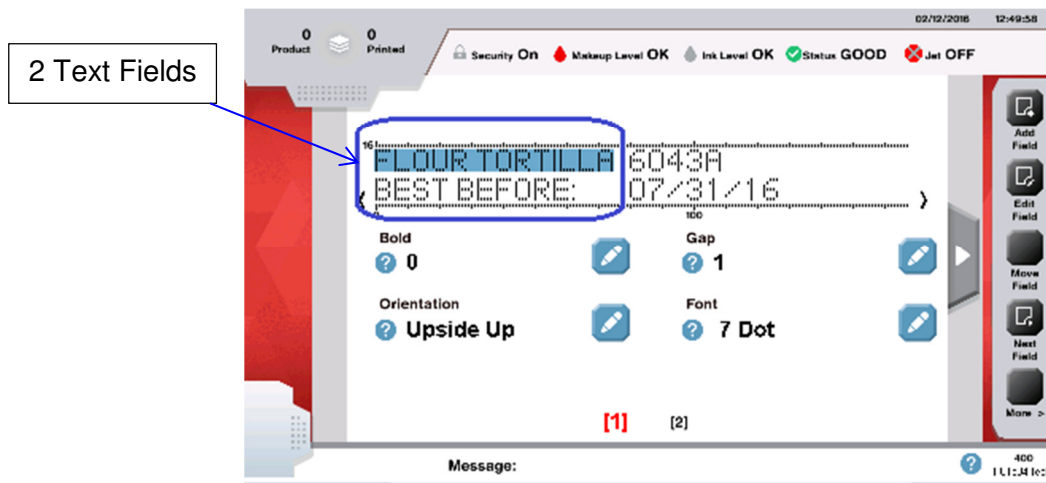 02/12/2016 12:49:58
0 Product
0 Printed
Security On
Makeup Level OK
Ink Level OK
Status GOOD
Jet OFF
2 Text Fields
16
FLOUR TORTILLA 6043A
BEST BEFORE: 07/31/16
0 100
Bold
0
Gap
1
Orientation
Upside Up
Font
7 Dot
[1] [2]
Message:
Add Field
Edit Field
Move Field
Next Field
More >
400